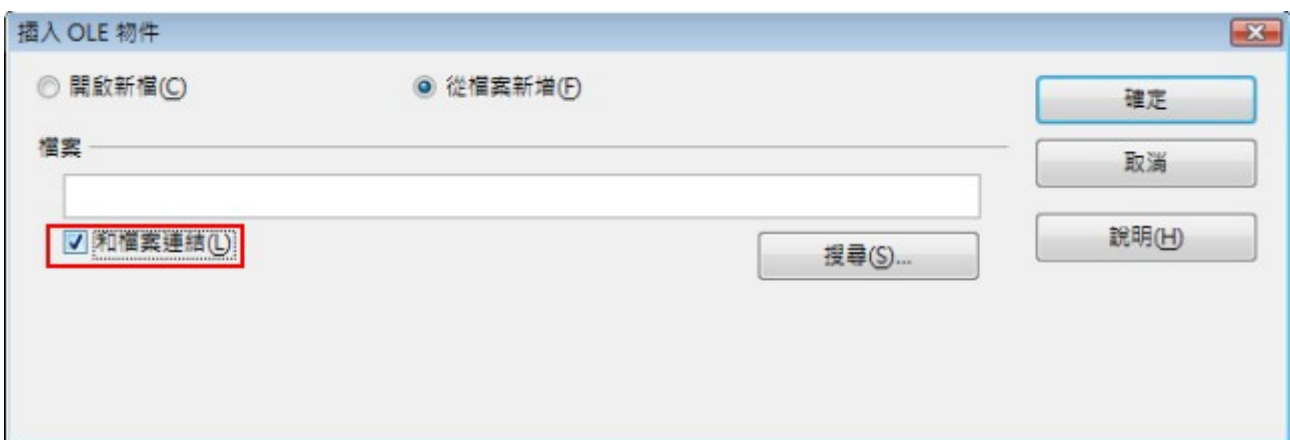 插入 OLE 物件
開啟新檔(C)
從檔案新增(F)
確定
檔案
取消
和檔案連結(L)
搜尋(S)...
說明(H)